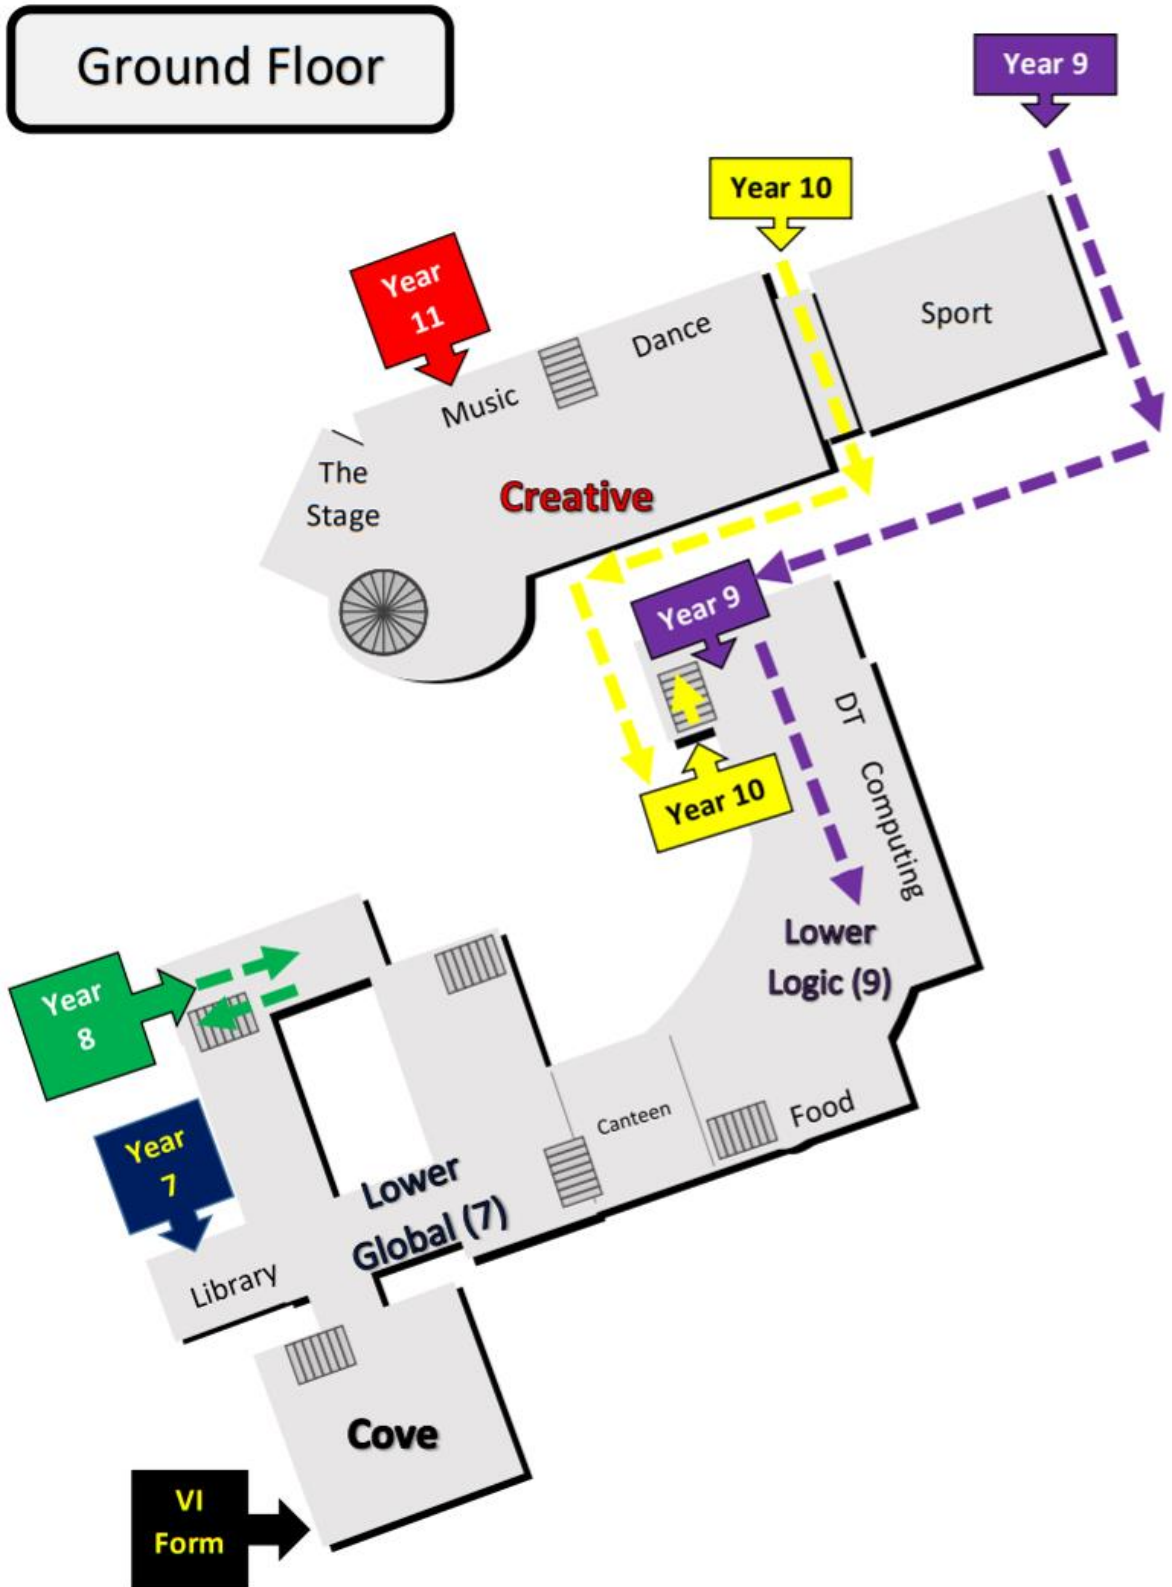 Ground Floor
Year 9
Year 10
Year
11
Dance
Sport
Music
The
Stage
Creative
Year 9
DT
Year 10
Computing
Lower
Logic (9)
Year
8
Canteen
Food
Year
7
Lower
Global (7)
Library
Cove
VI
Form